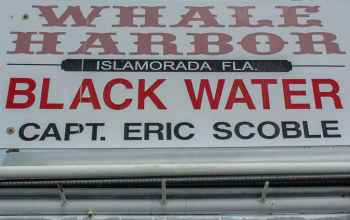 WHALE
HARBOR
ISLAMORADA FLA.
BLACK WATER
CAPT. ERIC SCOBLE